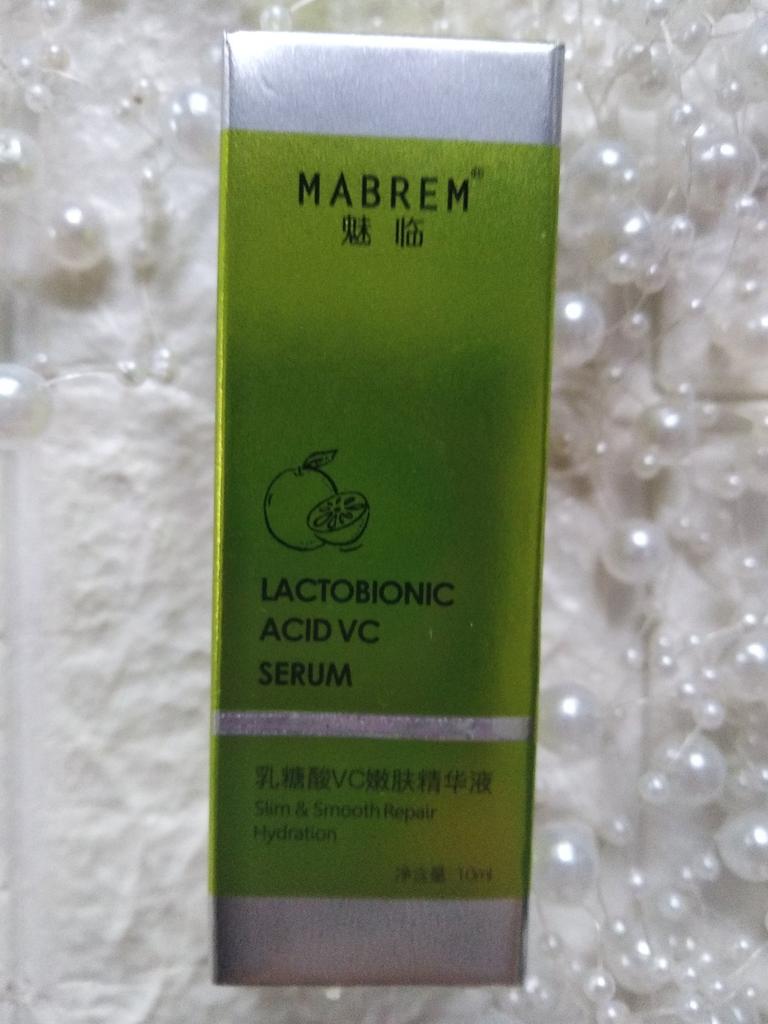 MABREM®
魅临
LACTOBIONIC
ACID VC
SERUM
乳糖酸VC嫩肤精华液
Slim & Smooth Repair
Hydration
净含量 10ml